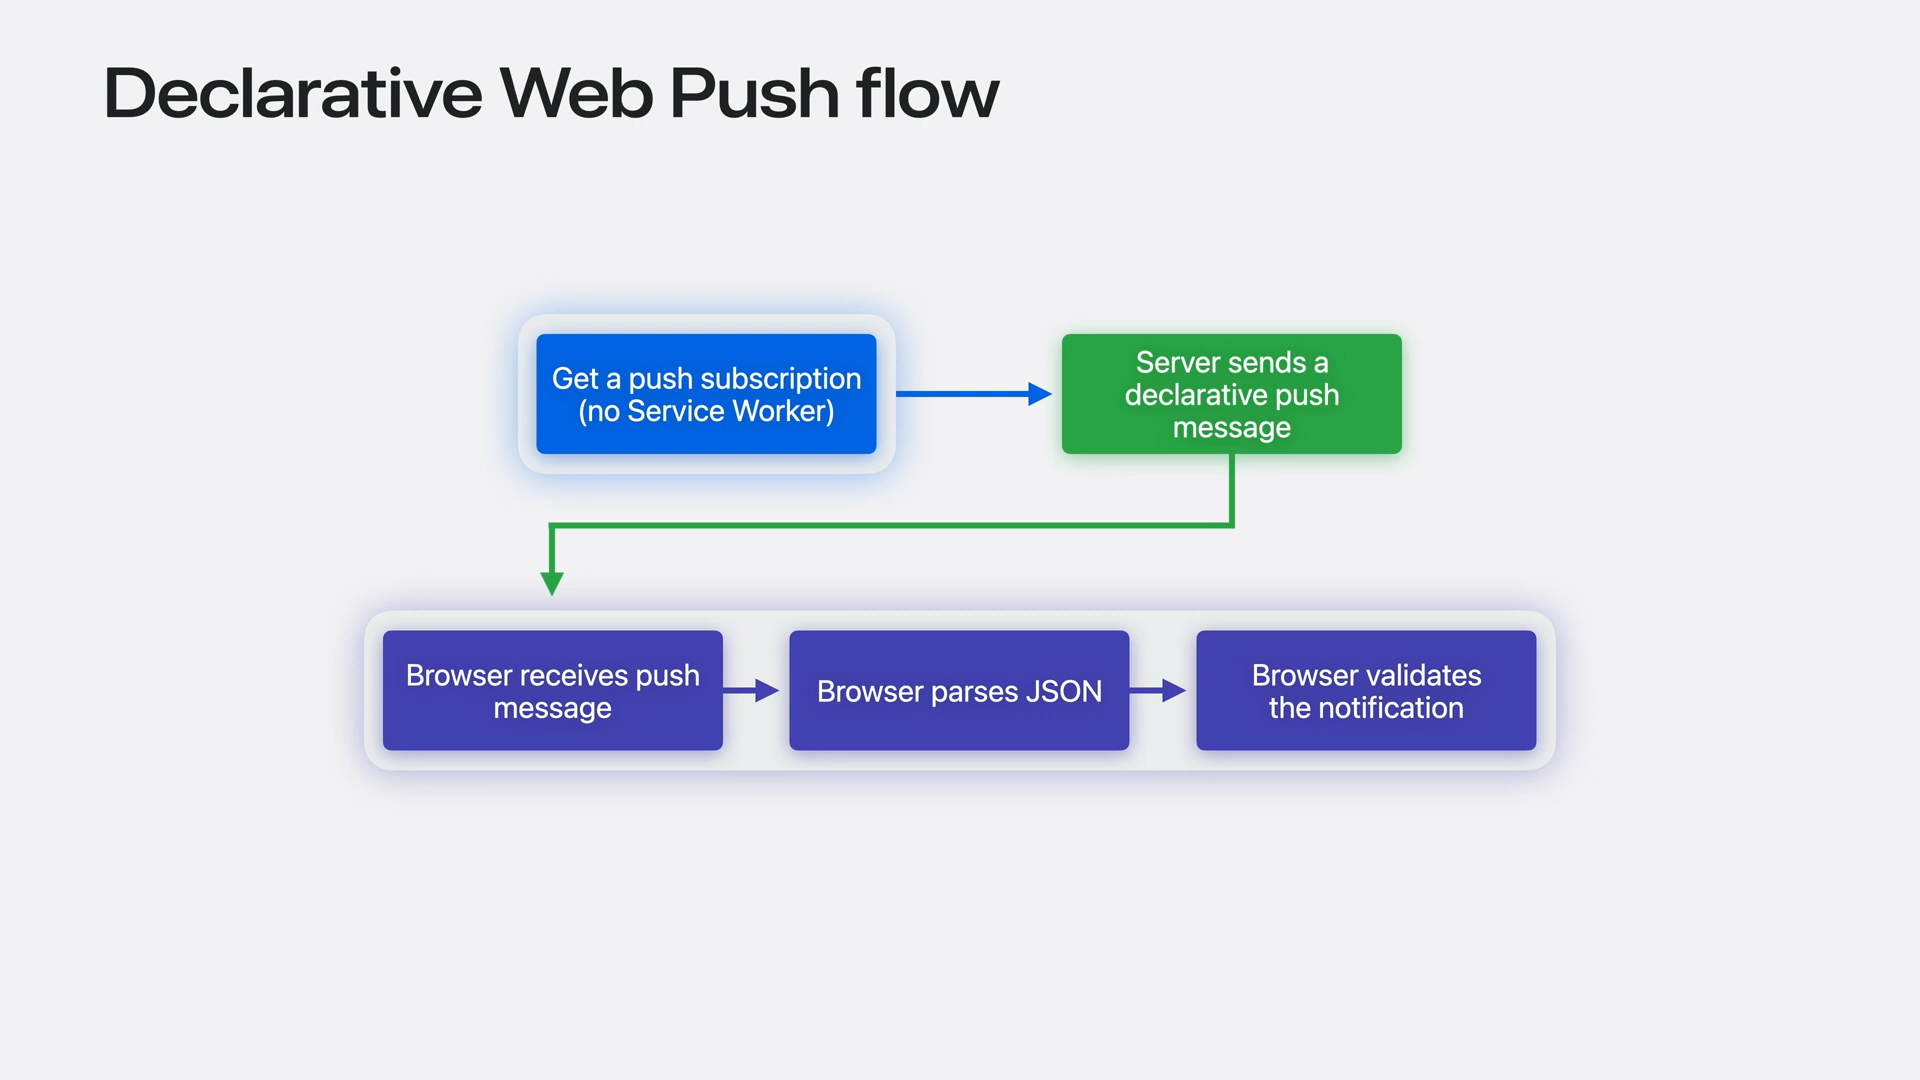 Declarative Web Push flow
Get a push subscription
(no Service Worker)
Server sends a
declarative push
message
Browser receives push
message
Browser parses JSON
Browser validates
the notification